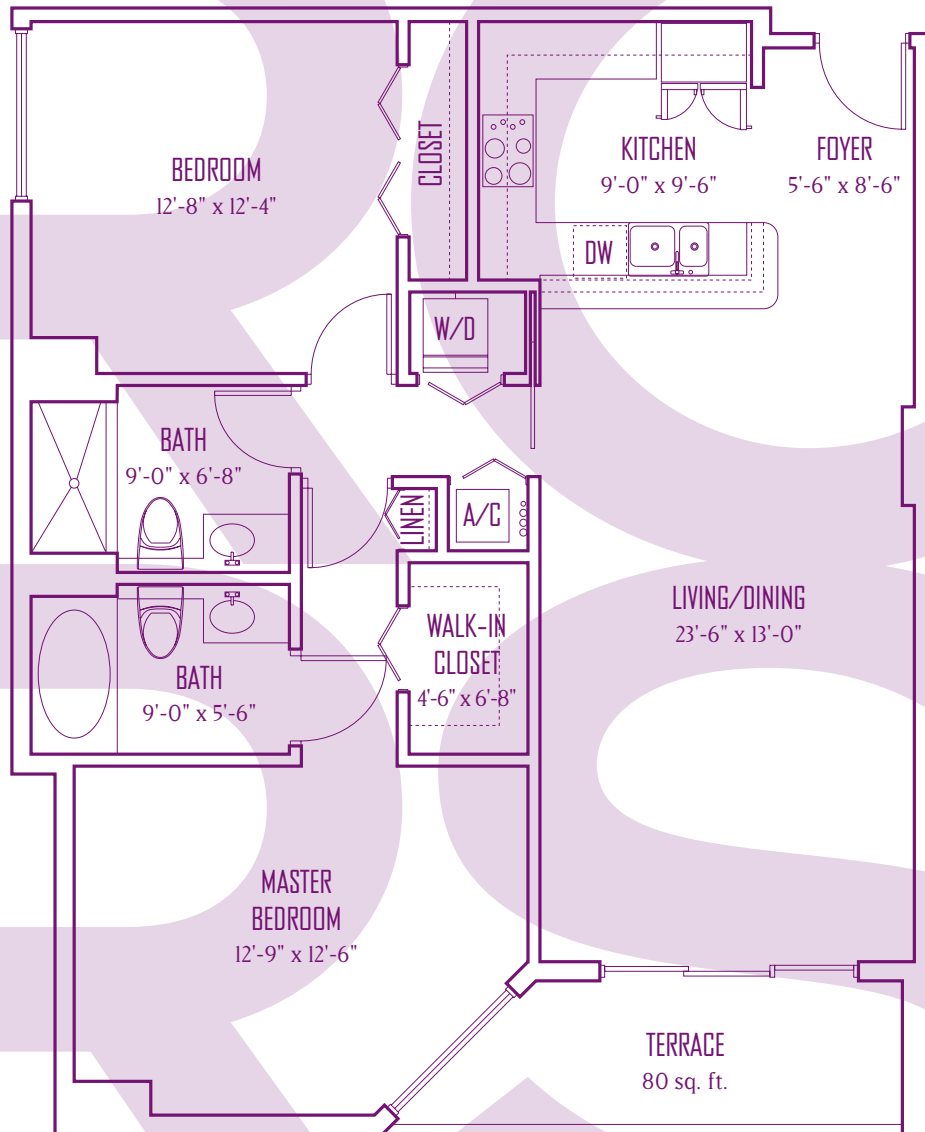 BEDROOM
12'-8" x 12'-4"
CLOSET
KITCHEN
9'-0" x 9'-6"
FOYER
5'-6" x 8'-6"
DW
W/D
BATH
9'-0" x 6'-8"
LINEN
A/C
LIVING/DINING
23'-6" x 13'-0"
WALK-IN
CLOSET
4'-6" x 6'-8"
BATH
9'-0" x 5'-6"
MASTER
BEDROOM
12'-9" x 12'-6"
TERRACE
80 sq. ft.